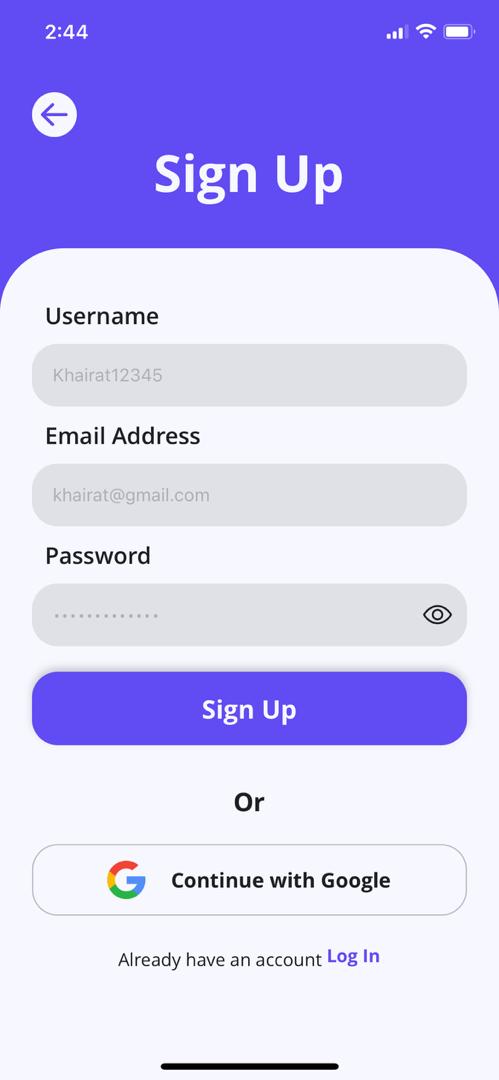 2:44
Sign Up
Username
Khairat12345
Email Address
khairat@gmail.com
Password
•••••••••••••
Sign Up
Or
Continue with Google
Already have an account Log In